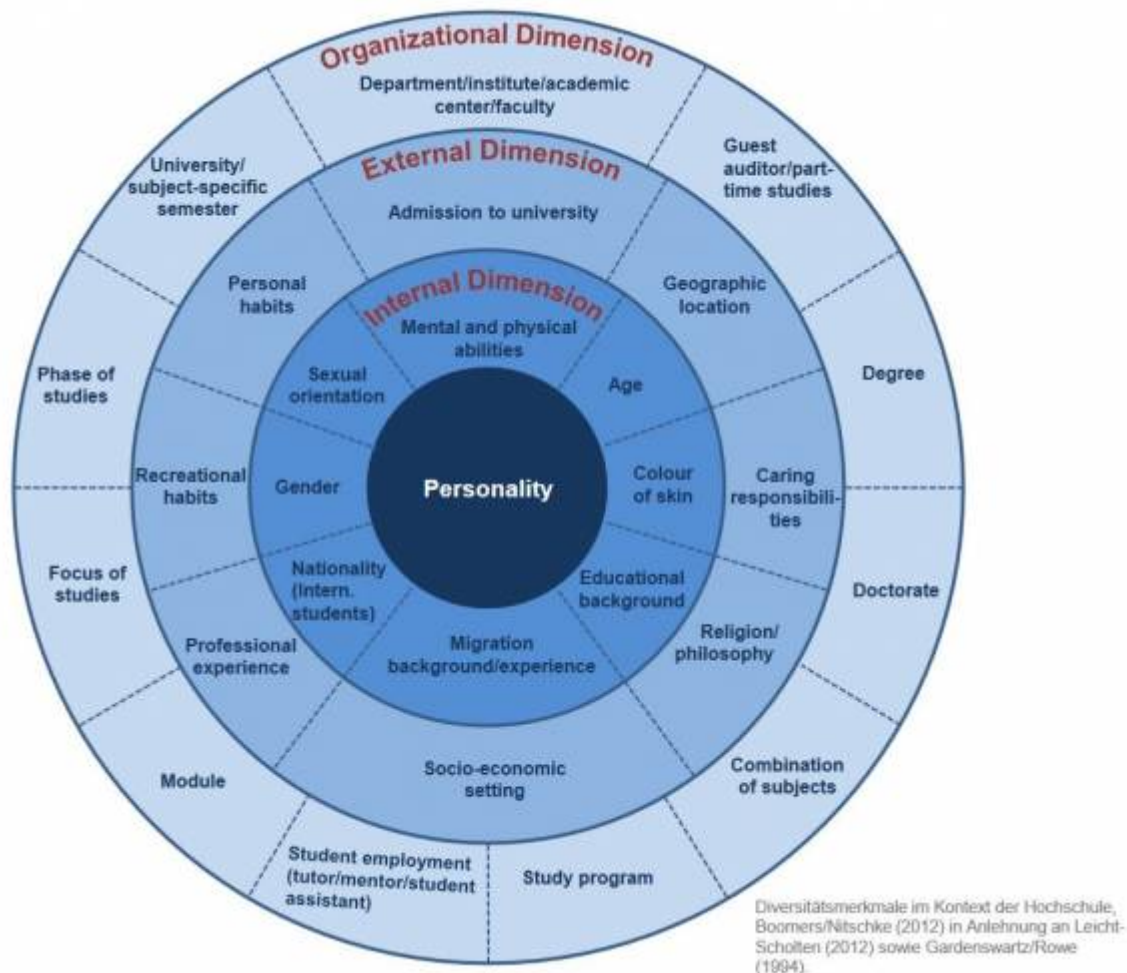 Organizational Dimension
Department/institute/academic
center/faculty
Guest
auditor/part-
time studies
Degree
Doctorate
Combination
of subjects
Study program
Student employment
(tutor/mentor/student
assistant)
Module
Focus of
studies
Phase of
studies
University/
subject-specific
semester
External Dimension
Admission to university
Geographic
location
Caring
responsibili-
ties
Religion/
philosophy
Socio-economic
setting
Professional
experience
Recreational
habits
Personal
habits
Internal Dimension
Mental and physical
abilities
Age
Colour
of skin
Educational
background
Migration
background/experience
Nationality
(Intern.
students)
Gender
Sexual
orientation
Personality
Diversitätsmerkmale im Kontext der Hochschule,
Boomers/Nitschke (2012) in Anlehnung an Leicht-
Scholten (2012) sowie Gardenswartz/Rowe
(1994).